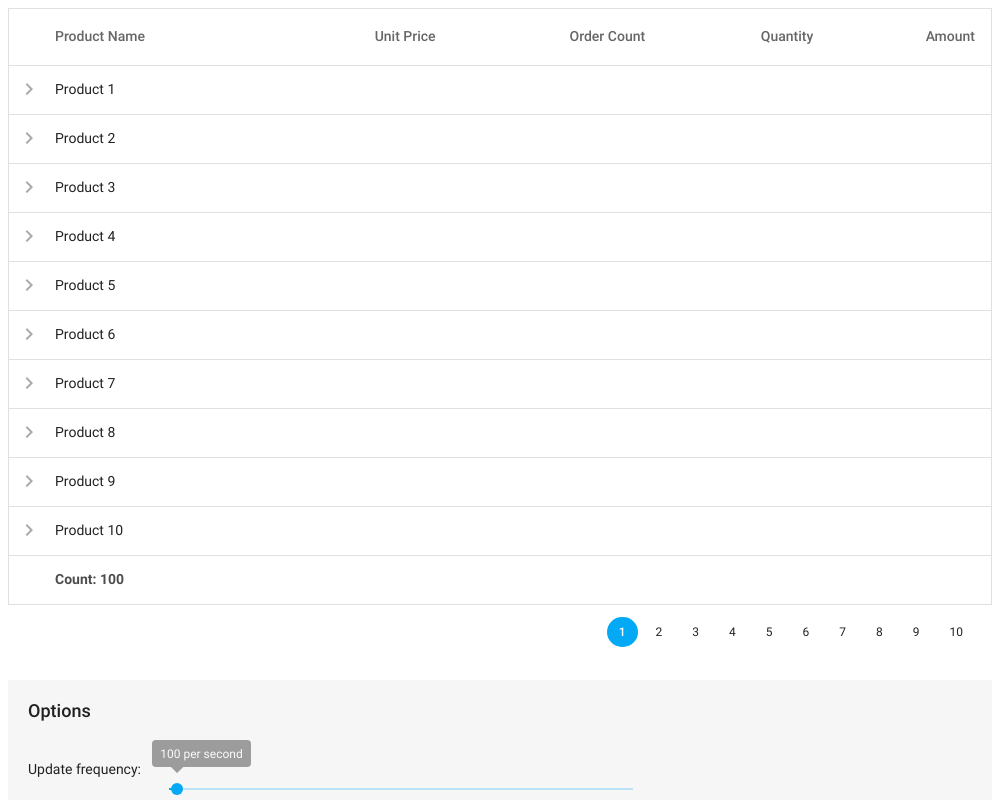 Product Name Unit Price Order Count Quantity Amount
Product 1
Product 2
Product 3
Product 4
Product 5
Product 6
Product 7
Product 8
Product 9
Product 10
Count: 100
1 2 3 4 5 6 7 8 9 10
Options
100 per second
Update frequency: